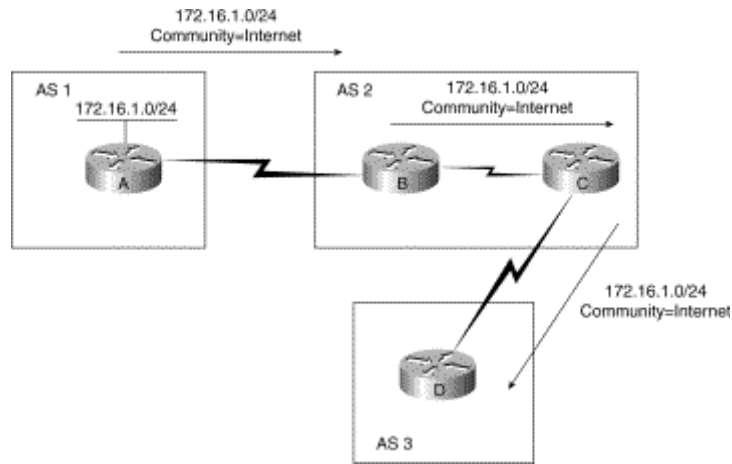 172.16.1.0/24
Community=Internet
AS 1
172.16.1.0/24
A
AS 2
172.16.1.0/24
Community=Internet
B
C
172.16.1.0/24
Community=Internet
D
AS 3